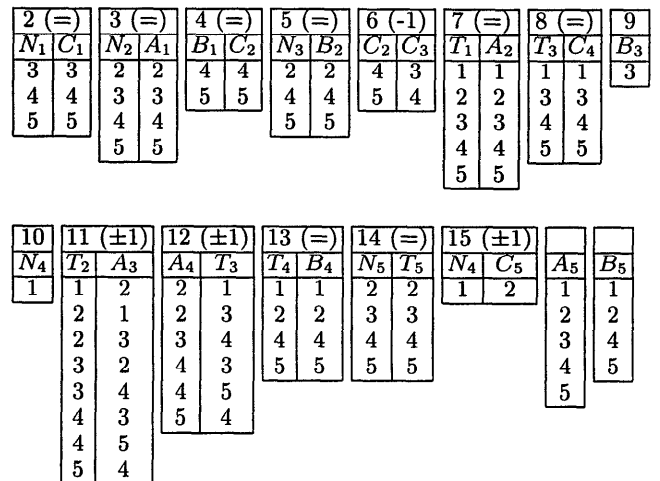 2 (=) 3 (=) 4 (=) 5 (=) 6 (-1) 7 (=) 8 (=) 9
N₁ C₁ N₂ A₁ B₁ C₂ N₃ B₂ C₂ C₃ T₁ A₂ T₃ C₄ B₃
3 3 2 2 4 4 2 2 4 3 1 1 1 1 3
4 4 3 3 5 5 4 4 5 4 2 2 3 3
5 5 4 4 5 5 3 3 4 4
5 5 4 4 5 5
5 5
10 11 (±1) 12 (±1) 13 (=) 14 (=) 15 (±1)
N₄ T₂ A₃ A₄ T₃ T₄ B₄ N₅ T₅ N₄ C₅ A₅ B₅
1 1 2 2 1 1 1 2 2 1 2 1 1
2 1 2 3 2 2 3 3 2 2
2 3 3 4 4 4 4 4 3 4
3 2 4 3 5 5 5 5 4 5
3 4 4 5 5
4 3 5 4
4 5
5 4